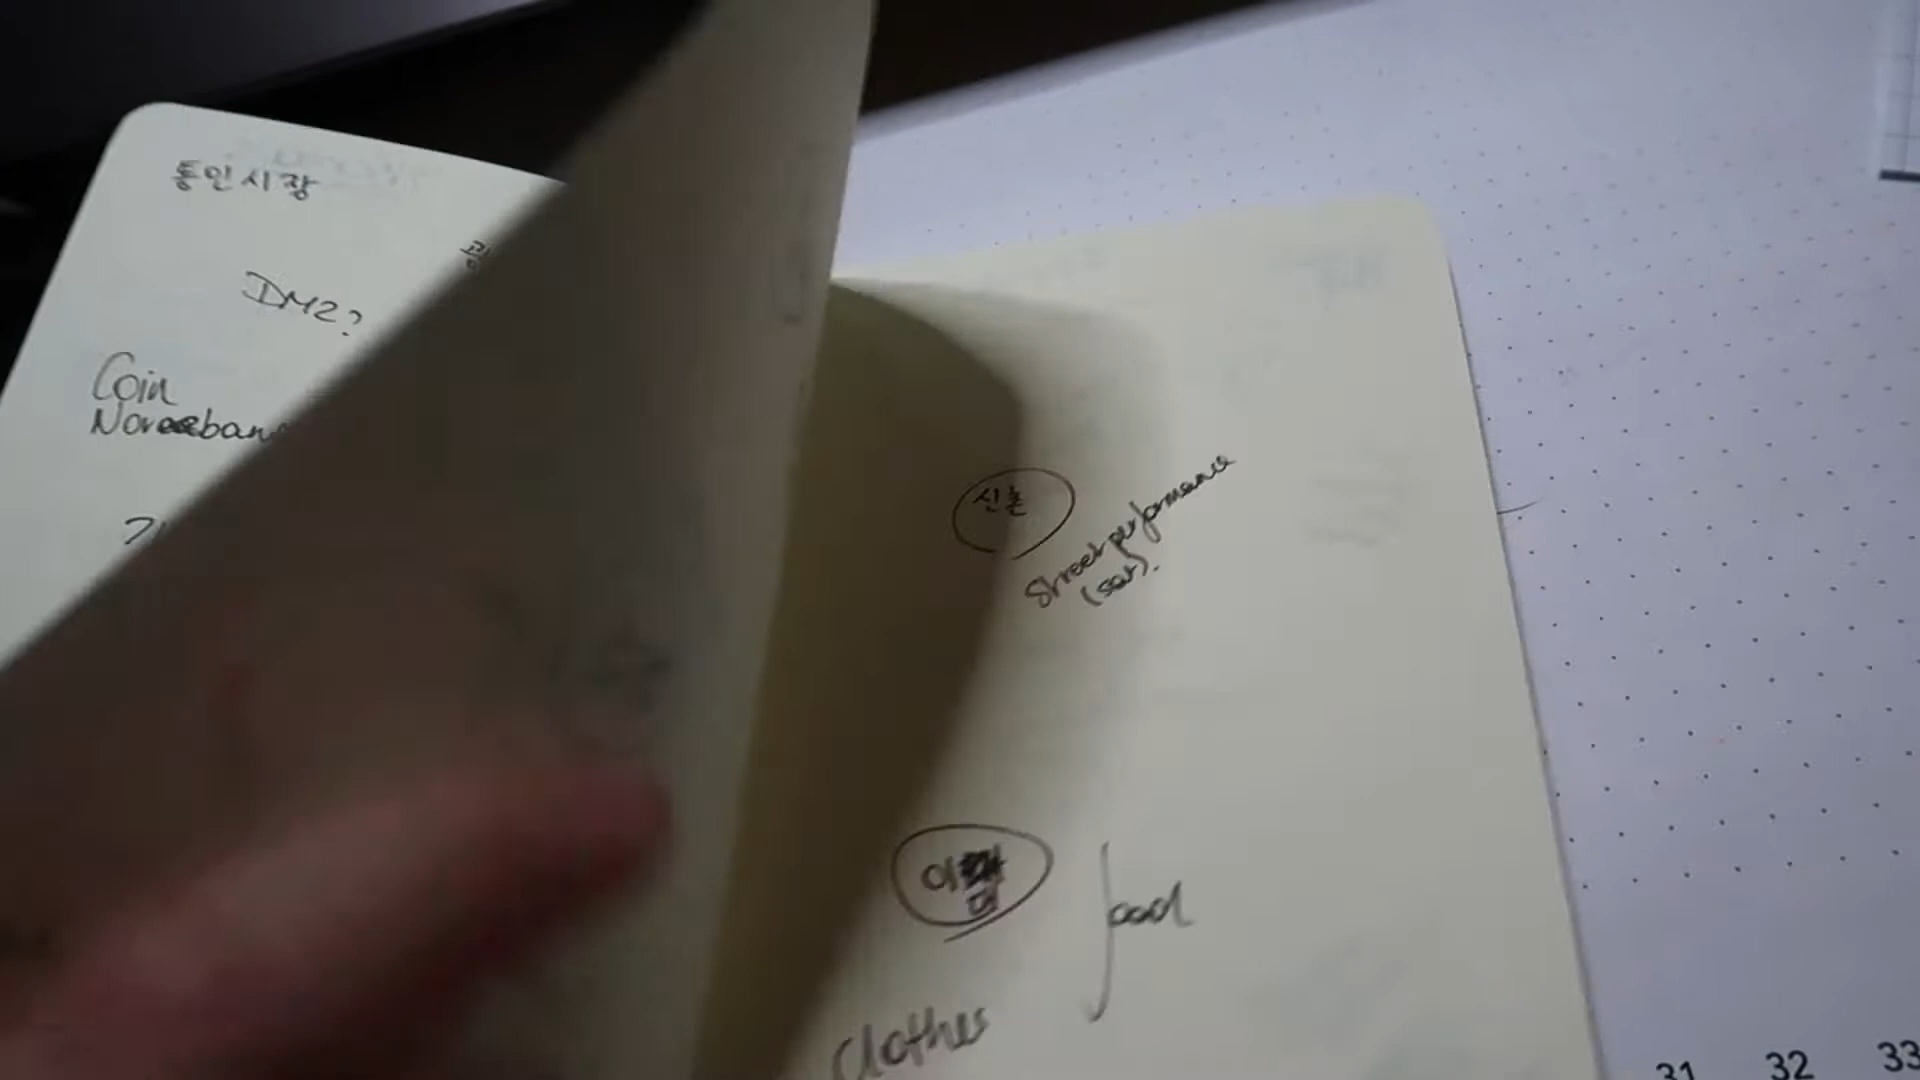 통인시장
DMZ?
Coin
Noraebang
신촌
Street performance
(sat).
이대
food
Clothes
31 32 33